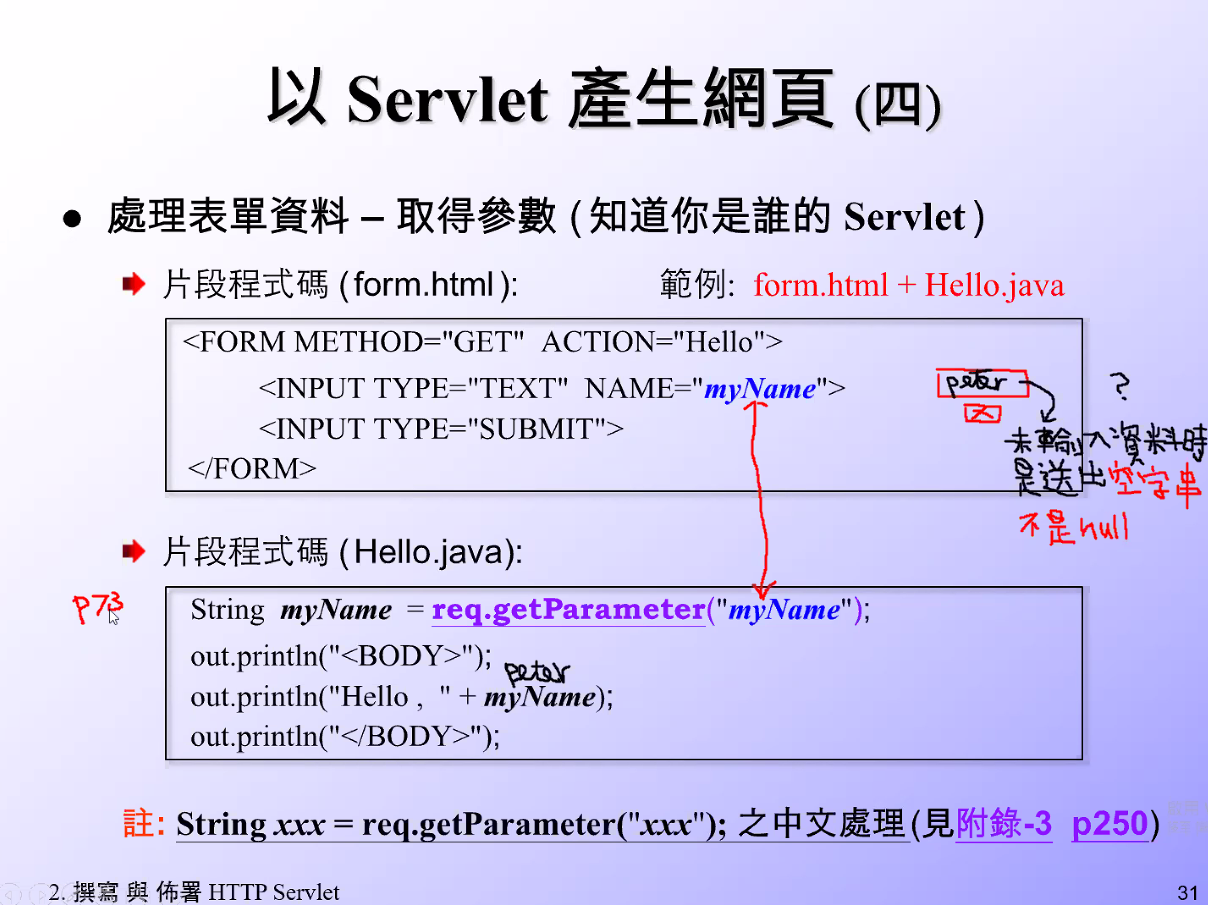 以 Servlet 產生網頁 (四)
● 處理表單資料 – 取得參數 ( 知道你是誰的 Servlet )
片段程式碼 ( form.html ): 範例: form.html + Hello.java
<FORM METHOD="GET" ACTION="Hello">
<INPUT TYPE="TEXT" NAME="myName">
peter ?
<INPUT TYPE="SUBMIT">
未輸入資料時
</FORM>
是送出空字串
不是null
片段程式碼 ( Hello.java):
P73
String myName = req.getParameter("myName");
out.println("<BODY>");
peter
out.println("Hello , " + myName);
out.println("</BODY>");
註: String xxx = req.getParameter("xxx"); 之中文處理 (見附錄-3 p250)
2. 撰寫 與 佈署 HTTP Servlet 31